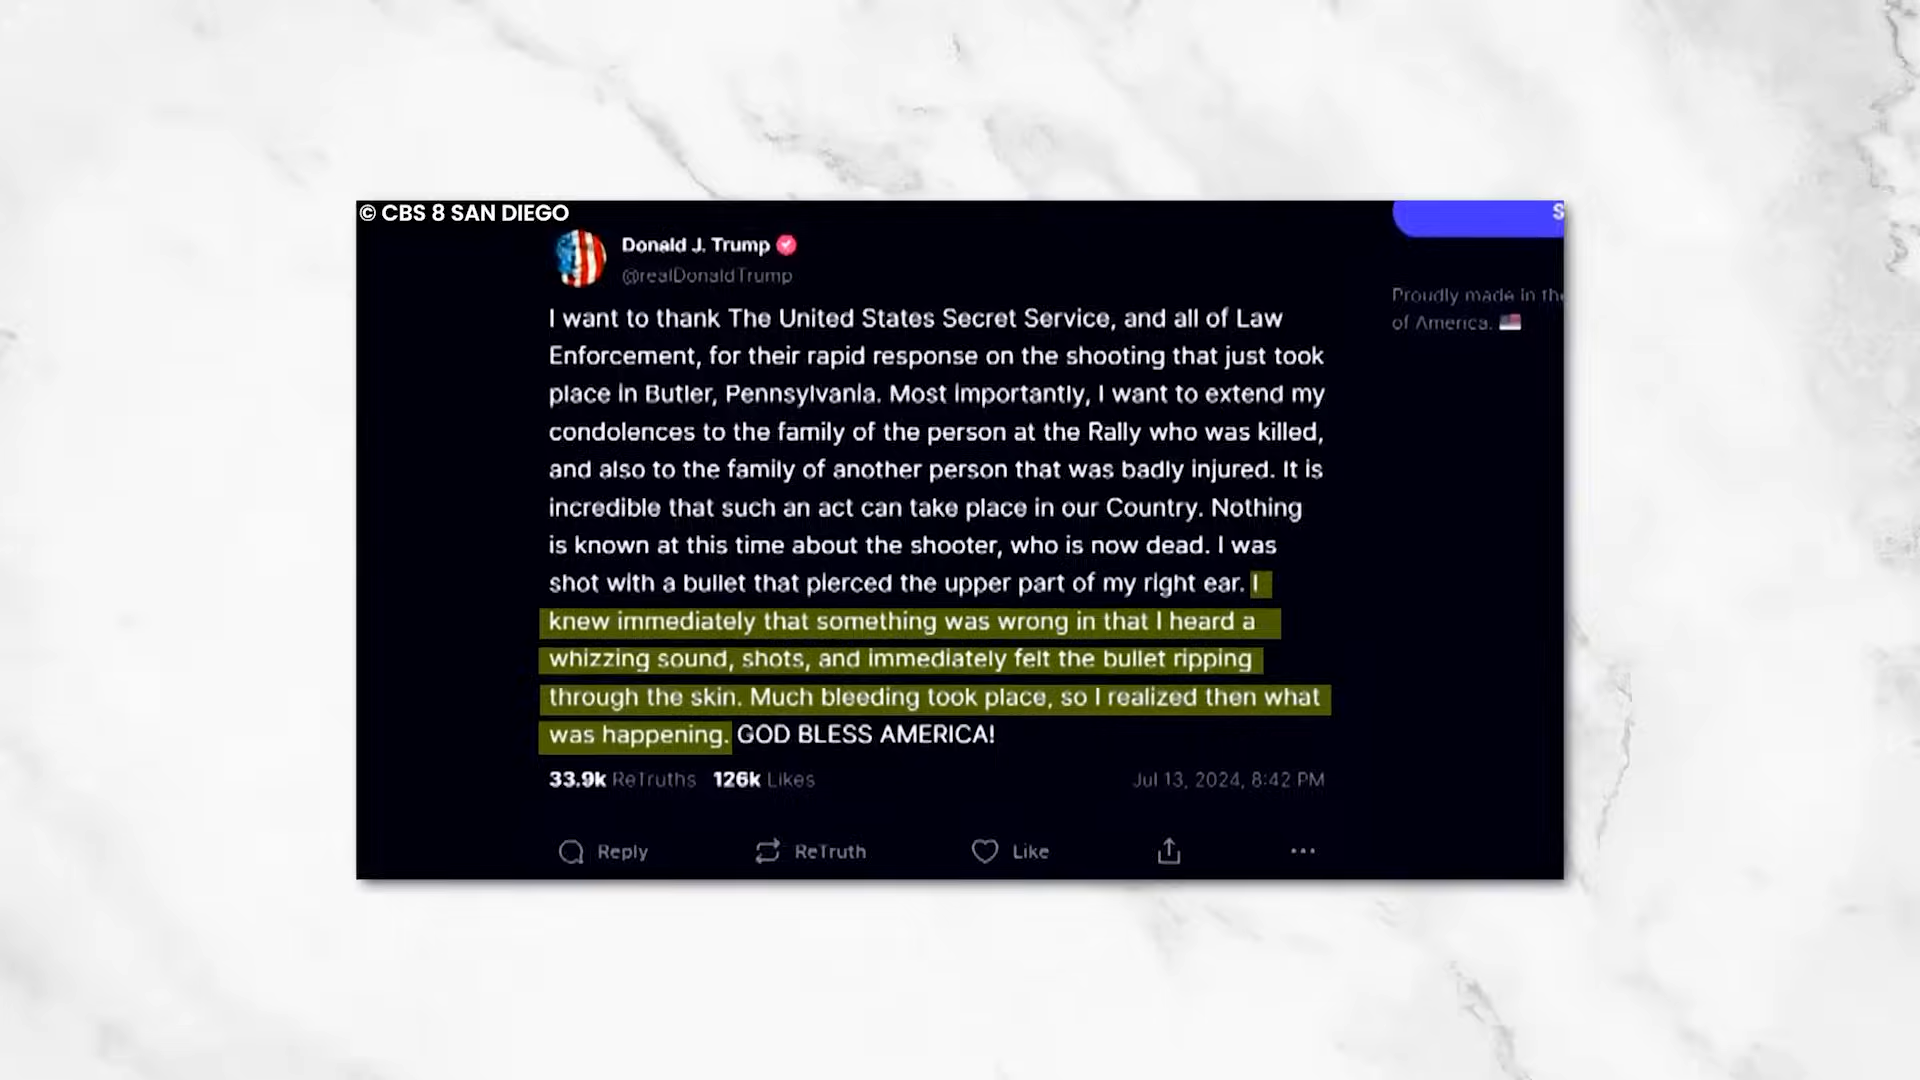 © CBS 8 SAN DIEGO
S
Donald J. Trump
@realDonaldTrump
I want to thank The United States Secret Service, and all of Law
Enforcement, for their rapid response on the shooting that just took
place in Butler, Pennsylvania. Most importantly, I want to extend my
condolences to the family of the person at the Rally who was killed,
and also to the family of another person that was badly injured. It is
incredible that such an act can take place in our Country. Nothing
is known at this time about the shooter, who is now dead. I was
shot with a bullet that pierced the upper part of my right ear. I
knew immediately that something was wrong in that I heard a
whizzing sound, shots, and immediately felt the bullet ripping
through the skin. Much bleeding took place, so I realized then what
was happening. GOD BLESS AMERICA!
33.9k ReTruths 126k Likes
Jul 13, 2024, 8:42 PM
Reply
ReTruth
Like
Proudly made in the
of America.